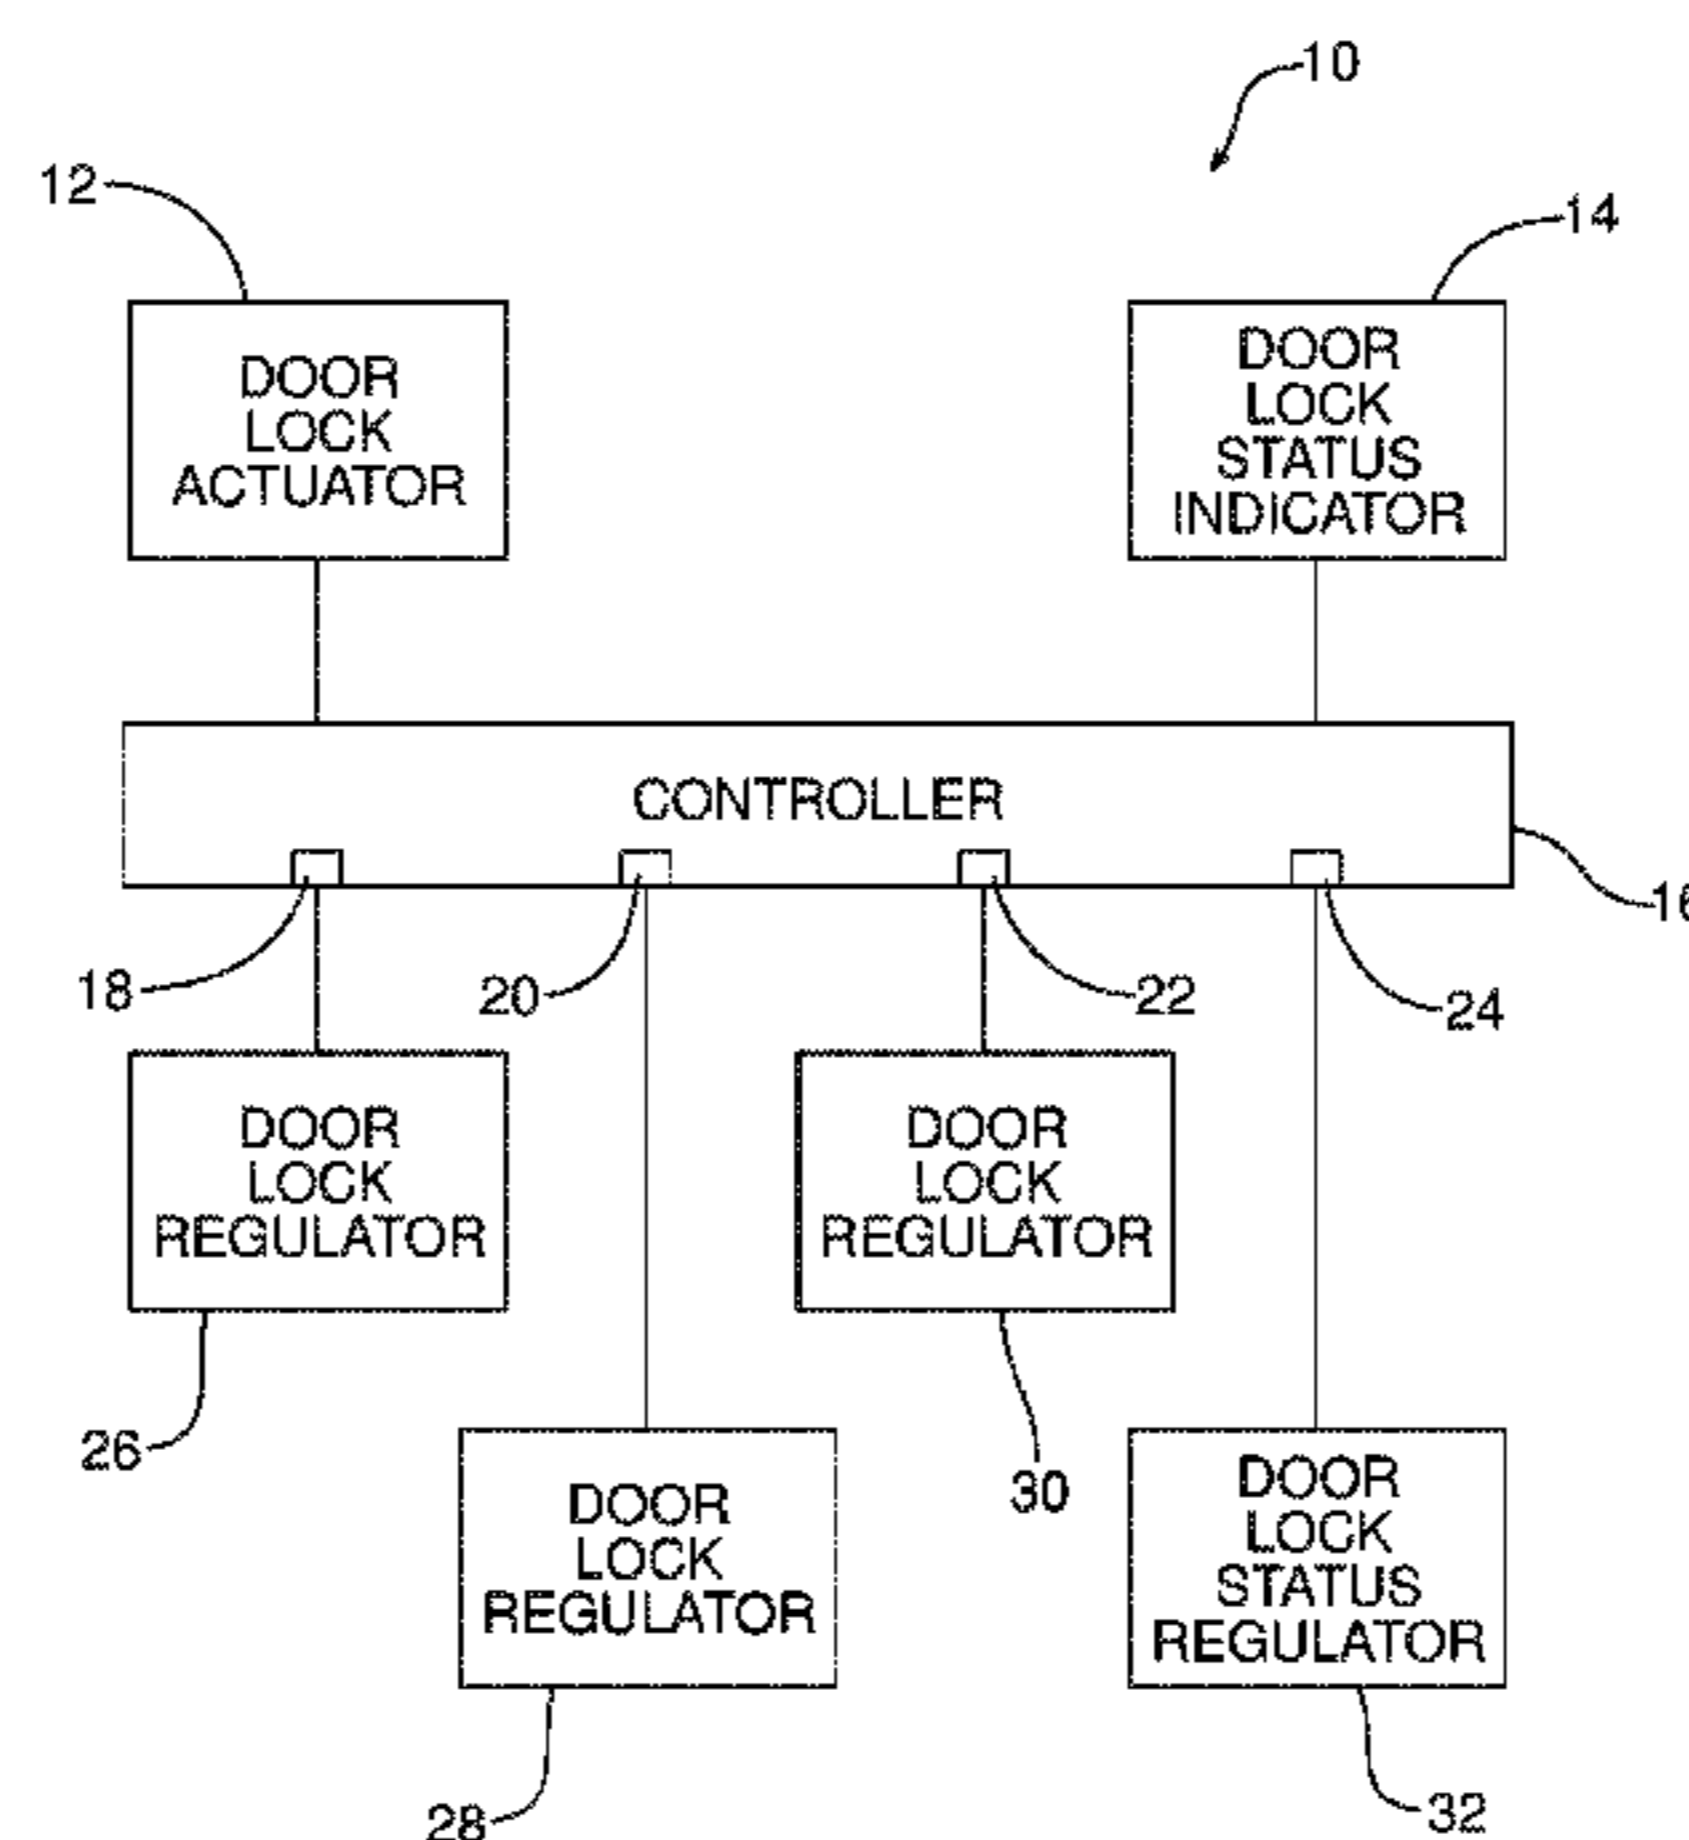 10
12
14
DOOR
LOCK
ACTUATOR
DOOR
LOCK
STATUS
INDICATOR
CONTROLLER
16
18
20
22
24
DOOR
LOCK
REGULATOR
DOOR
LOCK
REGULATOR
26
30
DOOR
LOCK
REGULATOR
DOOR
LOCK
STATUS
REGULATOR
28
32